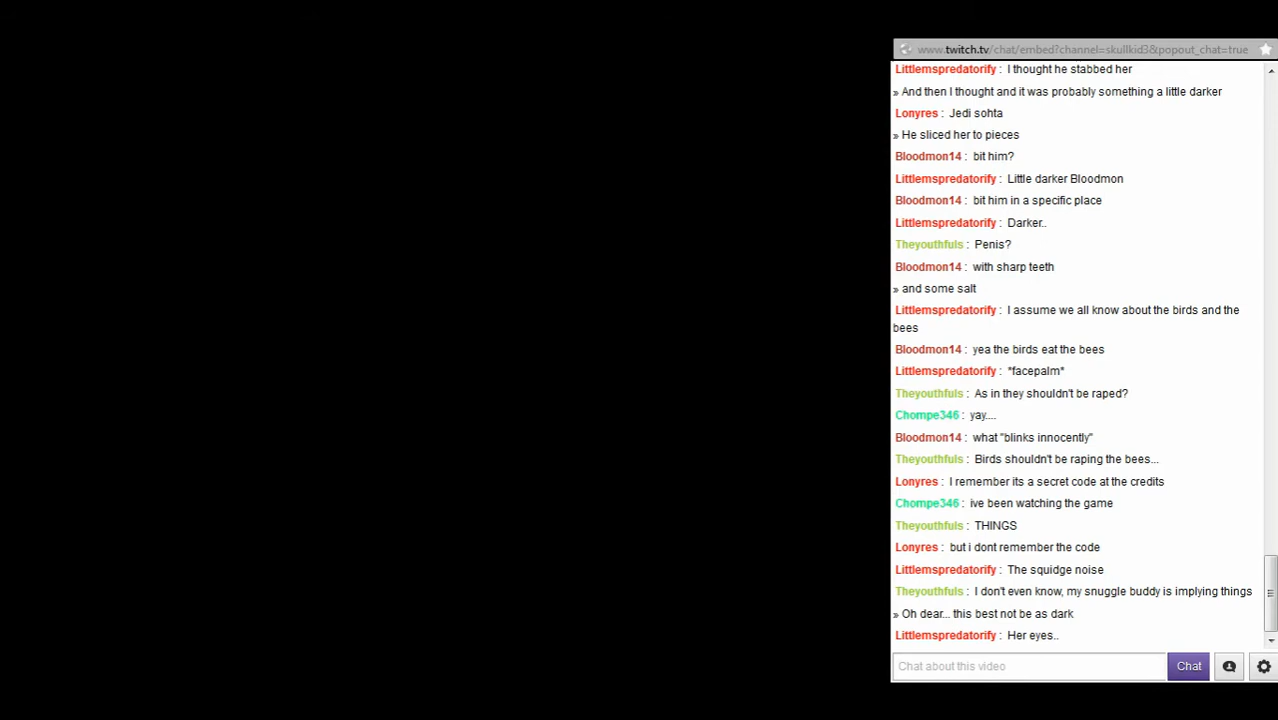 www.twitch.tv/chat/embed?channel=skullkid3&popout_chat=true
Littlemspredatorify : I thought he stabbed her
» And then I thought and it was probably something a little darker
Lonyres : Jedi sohta
» He sliced her to pieces
Bloodmon14 : bit him?
Littlemspredatorify : Little darker Bloodmon
Bloodmon14 : bit him in a specific place
Littlemspredatorify : Darker..
Theyouthfuls : Penis?
Bloodmon14 : with sharp teeth
» and some salt
Littlemspredatorify : I assume we all know about the birds and the
bees
Bloodmon14 : yea the birds eat the bees
Littlemspredatorify : *facepalm*
Theyouthfuls : As in they shouldn't be raped?
Chompe346 : yay....
Bloodmon14 : what "blinks innocently"
Theyouthfuls : Birds shouldn't be raping the bees...
Lonyres : I remember its a secret code at the credits
Chompe346 : ive been watching the game
Theyouthfuls : THINGS
Lonyres : but i dont remember the code
Littlemspredatorify : The squidge noise
Theyouthfuls : I don't even know, my snuggle buddy is implying things
» Oh dear... this best not be as dark
Littlemspredatorify : Her eyes..
Chat about this video
Chat